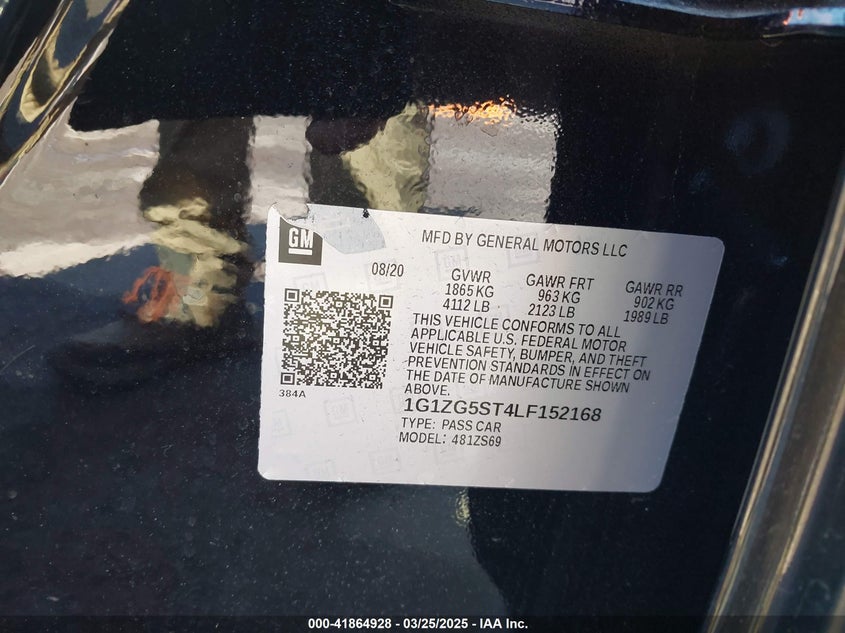 GM
MFD BY GENERAL MOTORS LLC
08/20
GVWR
1865 KG
4112 LB
GAWR FRT
963 KG
2123 LB
GAWR RR
902 KG
1989 LB
THIS VEHICLE CONFORMS TO ALL
APPLICABLE U.S. FEDERAL MOTOR
VEHICLE SAFETY, BUMPER, AND THEFT
PREVENTION STANDARDS IN EFFECT ON
THE DATE OF MANUFACTURE SHOWN
ABOVE.
384A
1G1ZG5ST4LF152168
TYPE: PASS CAR
MODEL: 481ZS69
000-41864928 - 03/25/2025 - IAA Inc.